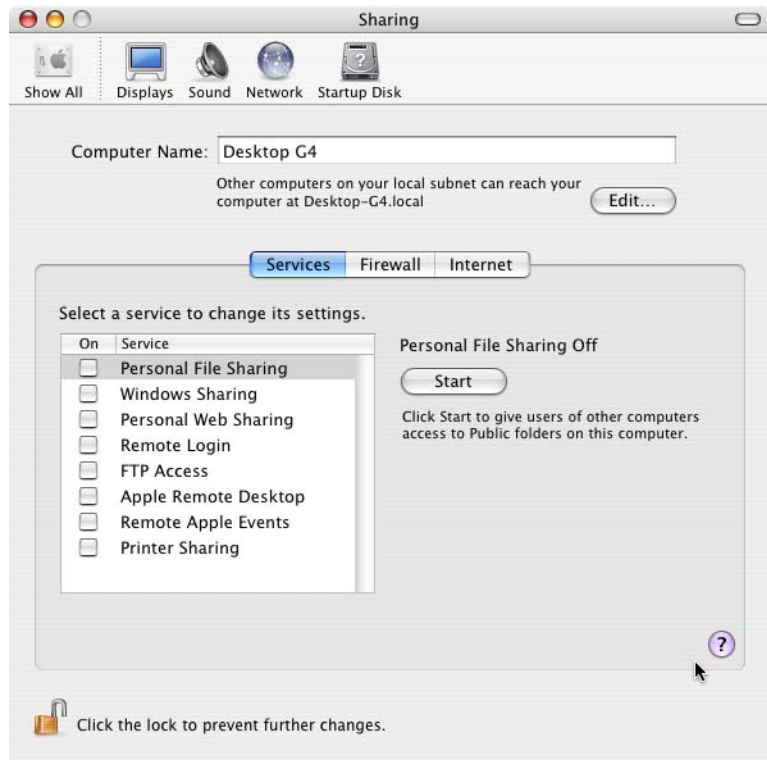 Sharing
Show All
Displays
Sound
Network
Startup Disk
Computer Name: Desktop G4
Other computers on your local subnet can reach your
computer at Desktop-G4.local
Edit...
Services
Firewall
Internet
Select a service to change its settings.
On Service
Personal File Sharing
Windows Sharing
Personal Web Sharing
Remote Login
FTP Access
Apple Remote Desktop
Remote Apple Events
Printer Sharing
Personal File Sharing Off
Start
Click Start to give users of other computers
access to Public folders on this computer.
?
Click the lock to prevent further changes.